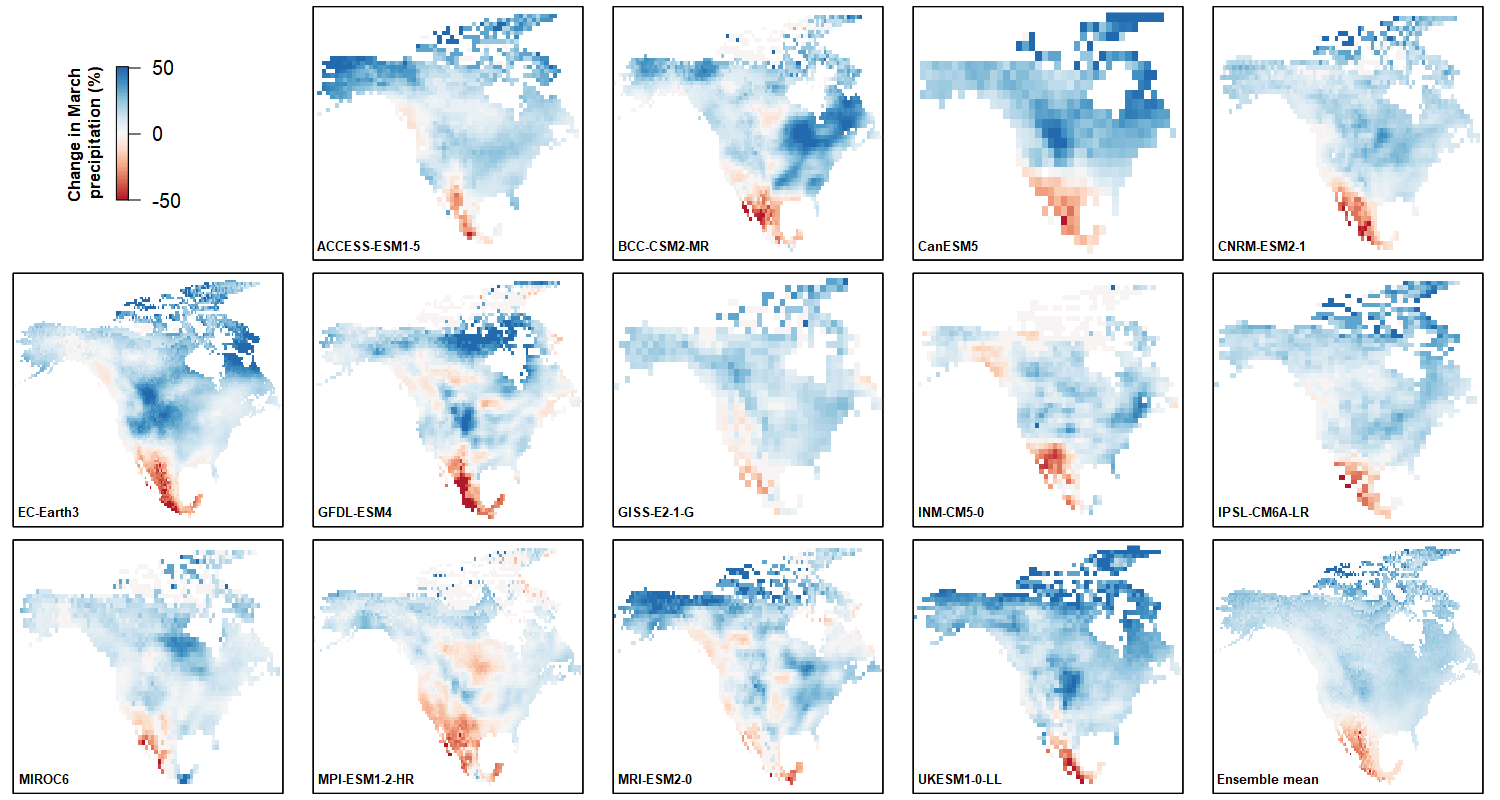 Change in March
precipitation (%)
50
0
-50
ACCESS-ESM1-5
BCC-CSM2-MR
CanESM5
CNRM-ESM2-1
EC-Earth3
GFDL-ESM4
GISS-E2-1-G
INM-CM5-0
IPSL-CM6A-LR
MIROC6
MPI-ESM1-2-HR
MRI-ESM2-0
UKESM1-0-LL
Ensemble mean